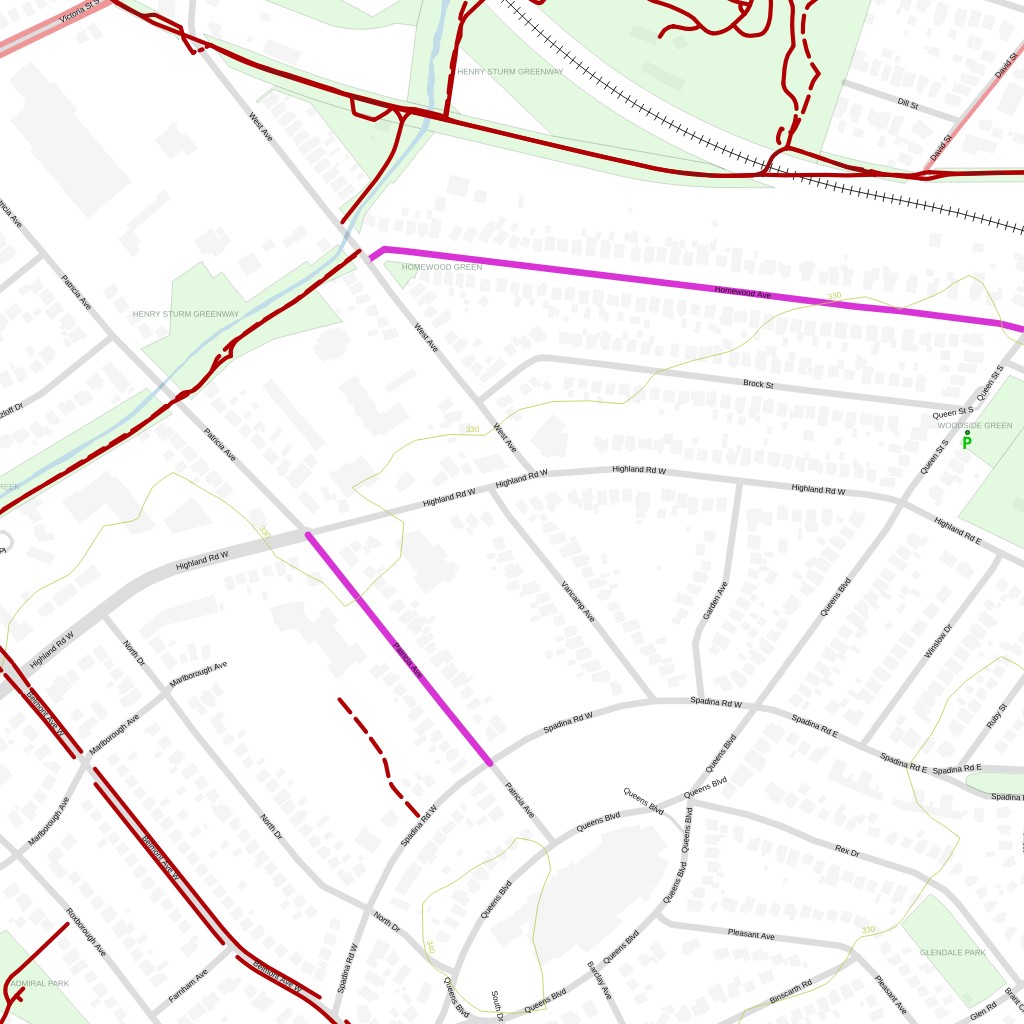 Victoria St S
David St
HENRY STURM GREENWAY
Dill St
West Ave
David St
Patricia Ave
HOMEWOOD GREEN
Homewood Ave
330
HENRY STURM GREENWAY
West Ave
Brock St
Queen St S
Queen St S
WOODSIDE GREEN
P
330
West Ave
Patricia Ave
Queen St S
Highland Rd W
Highland Rd W
Highland Rd W
Highland Rd W
330
Highland Rd W
Highland Rd E
Vancamp Ave
Garden Ave
Queens Blvd
Winslow Dr
Highland Rd W
North Dr
Marlborough Ave
Patricia Ave
Belmont Ave W
Marlborough Ave
Spadina Rd W
Spadina Rd W
Spadina Rd E
Ruby St
Queens Blvd
Spadina Rd E
Spadina Rd E
Patricia Ave
Queens Blvd
Queens Blvd
Marlborough Ave
North Dr
Spadina Rd W
Queens Blvd
Queens Blvd
Belmont Ave W
Rex Dr
Queens Blvd
Queens Blvd
Roxborough Ave
North Dr
Pleasant Ave
330
340
Queens Blvd
GLENDALE PARK
Spadina Rd W
Farnham Ave
Belmont Ave W
ADMIRAL PARK
Queens Blvd
South Dr
Queens Blvd
Barclay Ave
Binscarth Rd
Pleasant Ave
Glen Rd